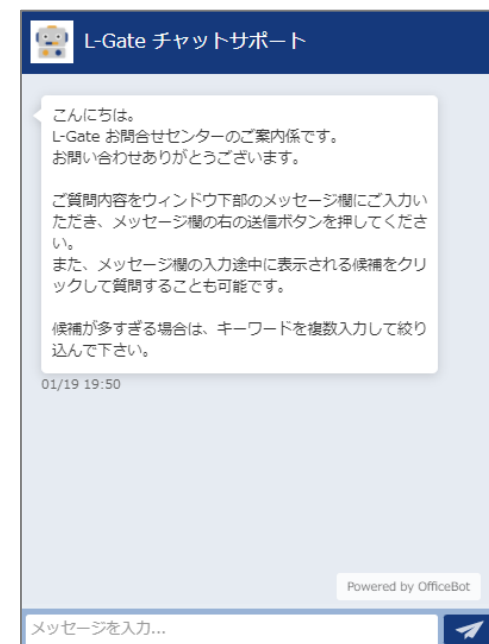 L-Gate チャットサポート
こんにちは。
L-Gate お問合せセンターのご案内係です。
お問い合わせありがとうございます。
ご質問内容をウィンドウ下部のメッセージ欄にご入力い
ただき、メッセージ欄の右の送信ボタンを押してくださ
い。
また、メッセージ欄の入力途中に表示される候補をクリ
ックして質問することも可能です。
候補が多すぎる場合は、キーワードを複数入力して絞り
込んで下さい。
01/19 19:50
Powered by OfficeBot
メッセージを入力...